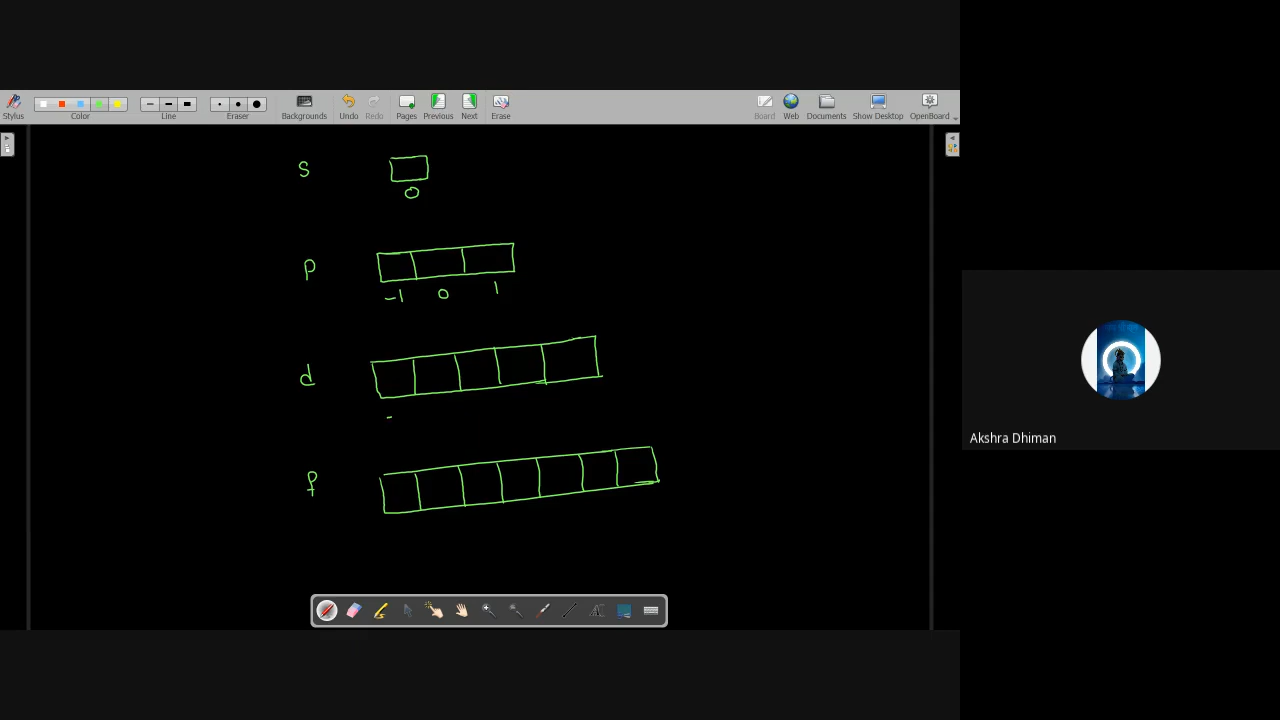 Stylus Color Line Eraser Backgrounds Undo Redo Pages Previous Next Erase Board Web Documents Show Desktop OpenBoard
s
0
p
-1 0 1
d
-
f
Akshra Dhiman